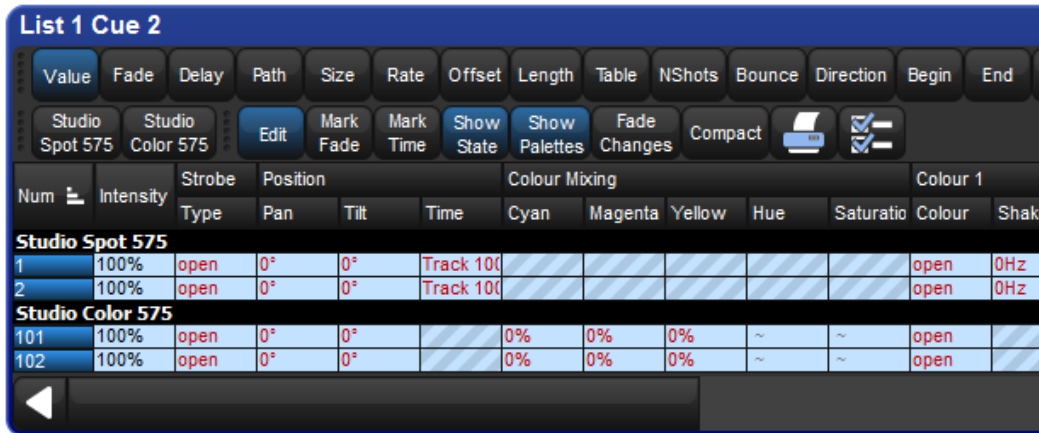 List 1 Cue 2
Value Fade Delay Path Size Rate Offset Length Table NShots Bounce Direction Begin End
Studio Spot 575 Studio Color 575 Edit Mark Fade Mark Time Show State Show Palettes Fade Changes Compact
Num Intensity Strobe Position Colour Mixing Colour 1
Type Pan Tilt Time Cyan Magenta Yellow Hue Saturatio Colour Shak
Studio Spot 575
1 100% open 0° 0° Track 100 open 0Hz
2 100% open 0° 0° Track 100 open 0Hz
Studio Color 575
101 100% open 0° 0° 0% 0% 0% ~ ~ open
102 100% open 0° 0° 0% 0% 0% ~ ~ open